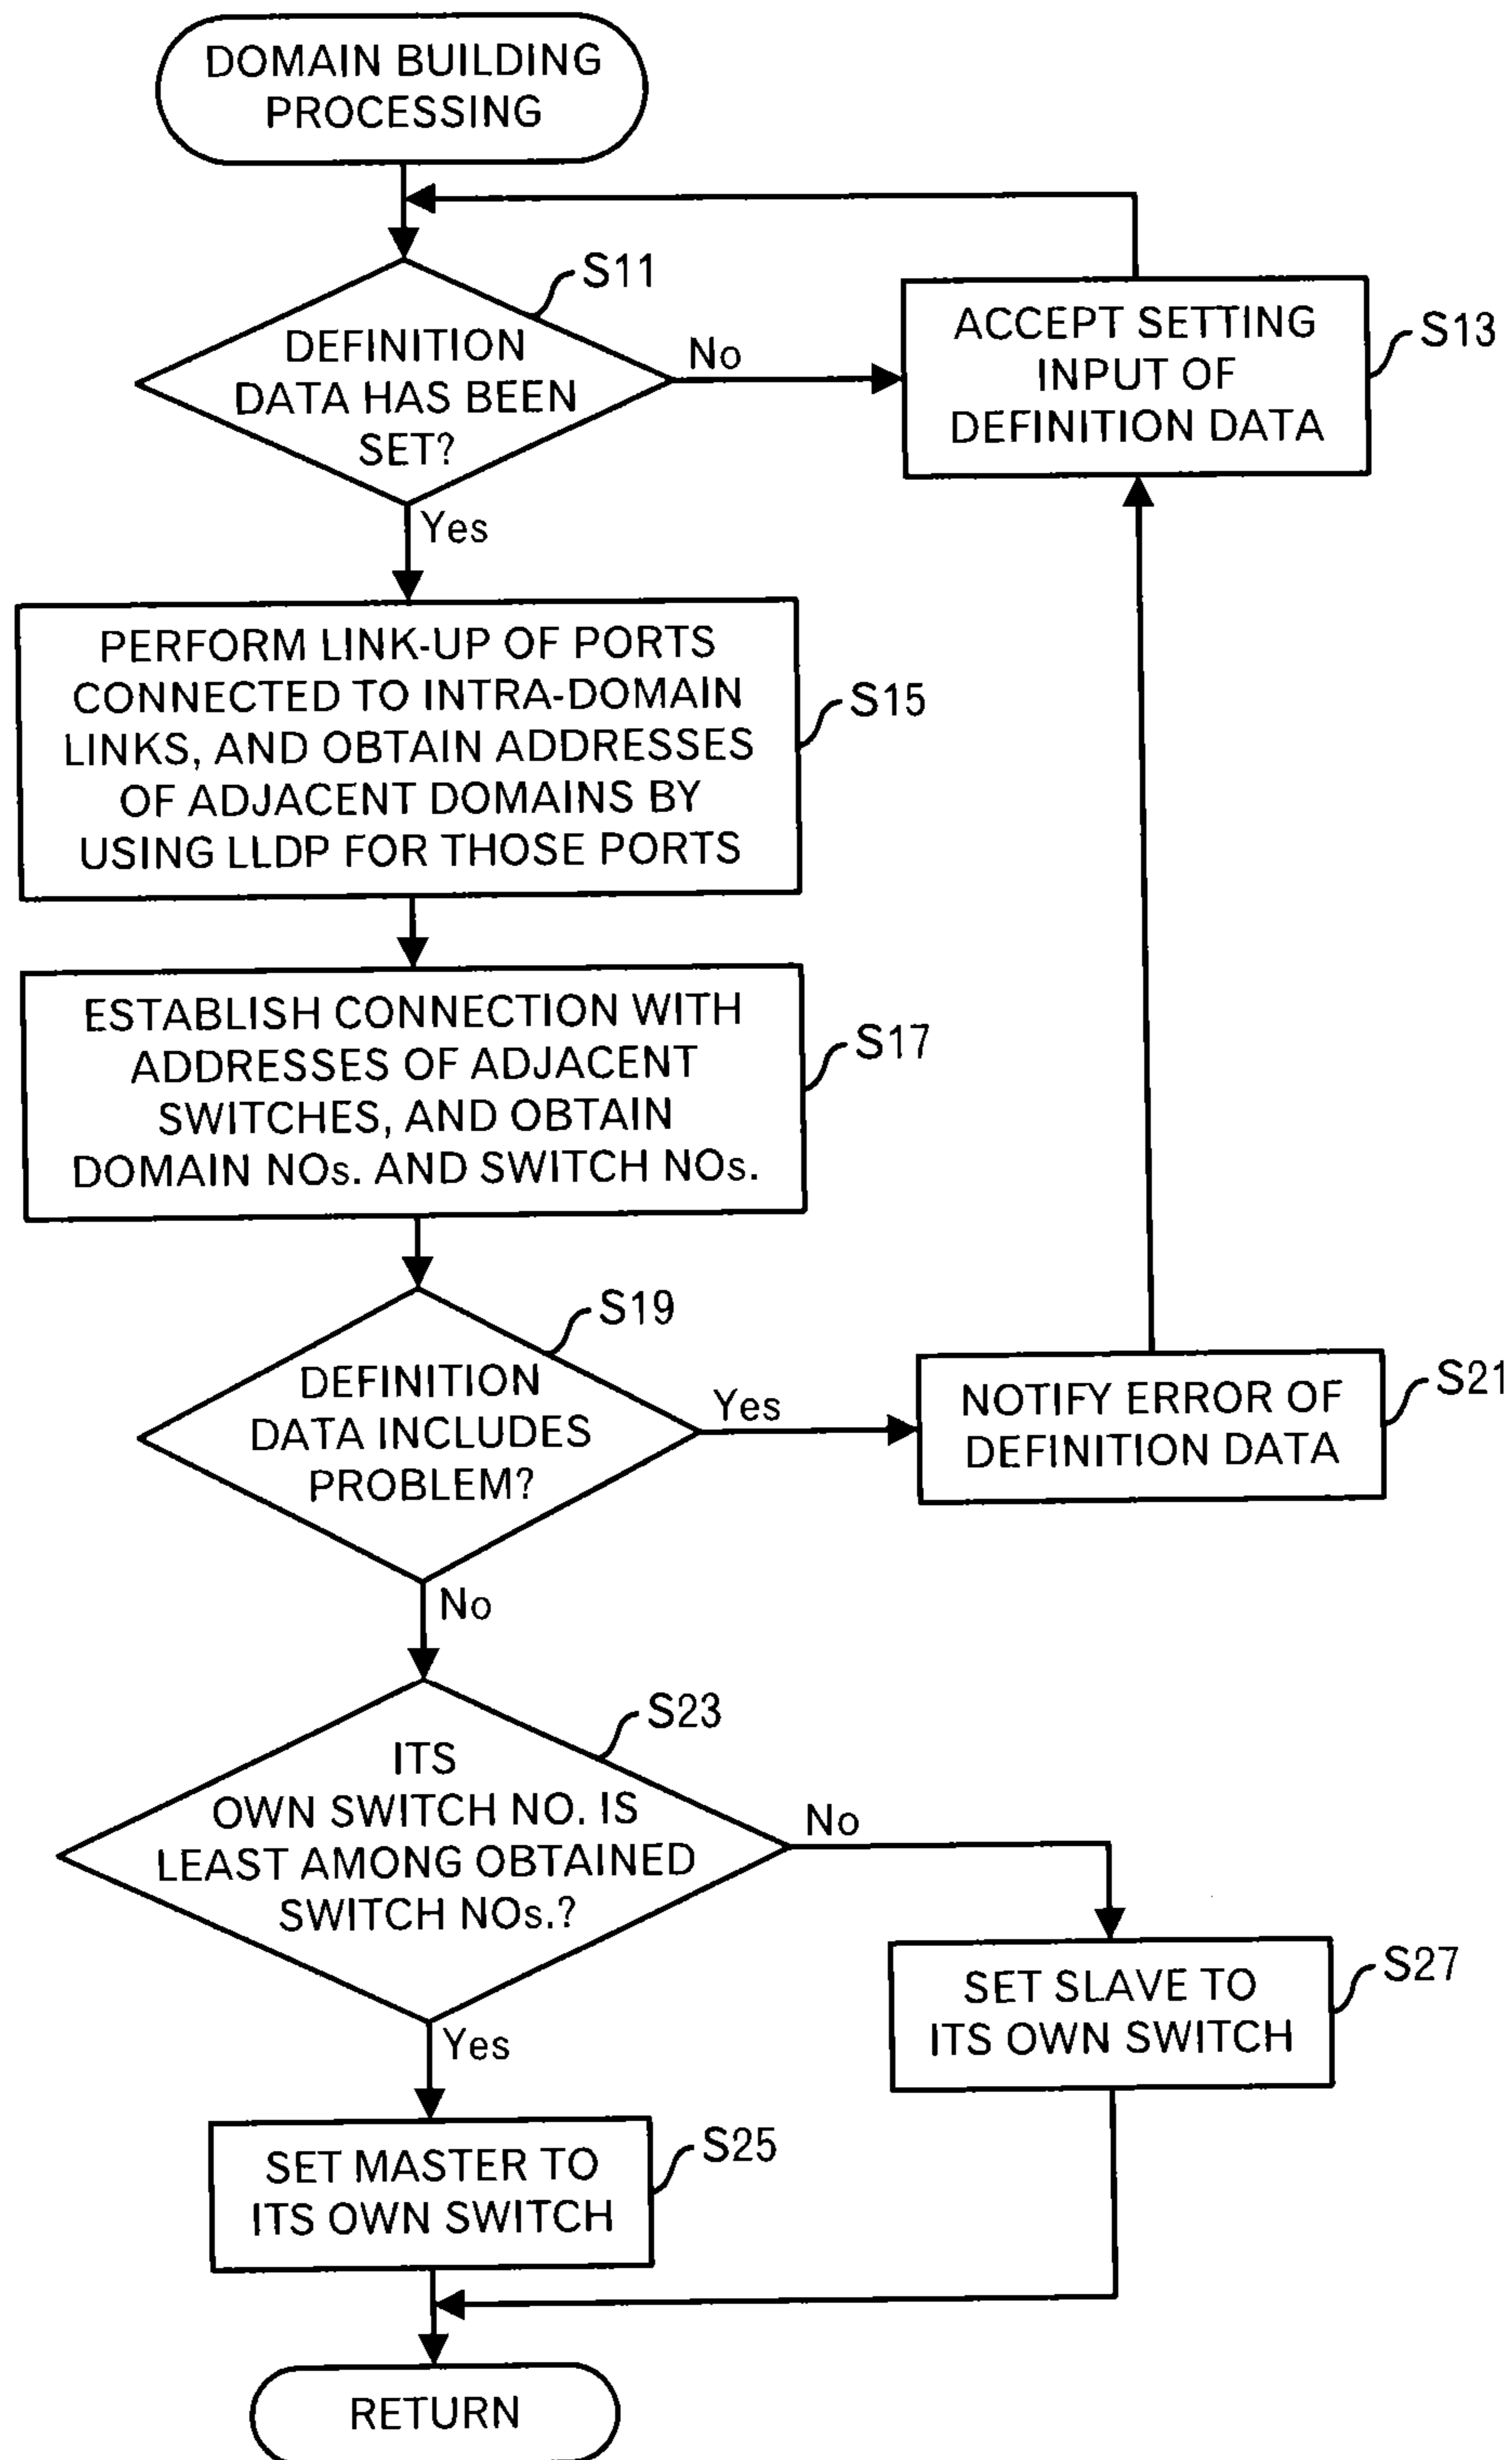 DOMAIN BUILDING
PROCESSING
S11
DEFINITION
DATA HAS BEEN
SET?
No
ACCEPT SETTING
INPUT OF
DEFINITION DATA
S13
Yes
PERFORM LINK-UP OF PORTS
CONNECTED TO INTRA-DOMAIN
LINKS, AND OBTAIN ADDRESSES
OF ADJACENT DOMAINS BY
USING LLDP FOR THOSE PORTS
S15
ESTABLISH CONNECTION WITH
ADDRESSES OF ADJACENT
SWITCHES, AND OBTAIN
DOMAIN NOs. AND SWITCH NOs.
S17
S19
DEFINITION
DATA INCLUDES
PROBLEM?
Yes
NOTIFY ERROR OF
DEFINITION DATA
S21
No
S23
ITS
OWN SWITCH NO. IS
LEAST AMONG OBTAINED
SWITCH NOs.?
No
SET SLAVE TO
ITS OWN SWITCH
S27
Yes
SET MASTER TO
ITS OWN SWITCH
S25
RETURN